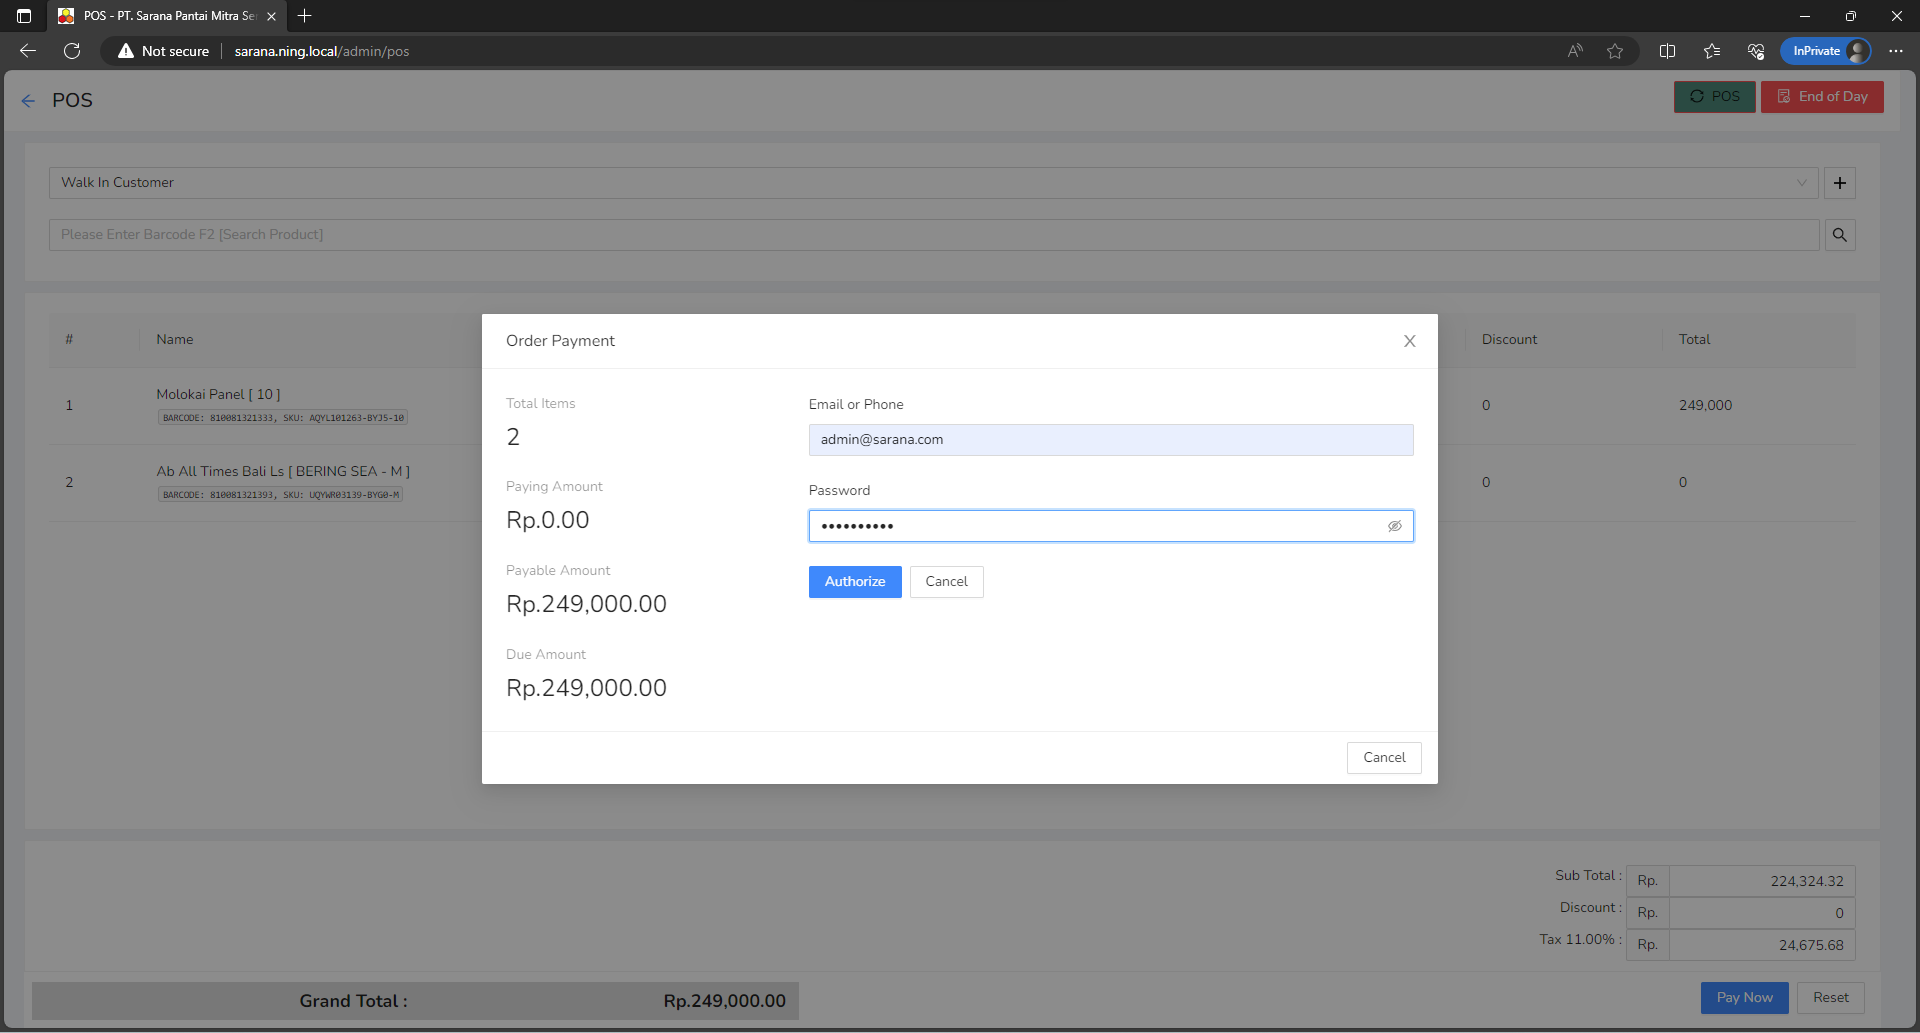 POS - PT. Sarana Pantai Mitra Se
Not secure
sarana.ning.local/admin/pos
InPrivate
POS
POS
End of Day
Walk In Customer
Please Enter Barcode F2 [Search Product]
#
Name
Discount
Total
1
Molokai Panel [ 10 ]
BARCODE: 810081321333, SKU: AQYL101263-BYJ5-10
0
249,000
2
Ab All Times Bali Ls [ BERING SEA - M ]
BARCODE: 810081321393, SKU: UQYWR03139-BYG0-M
0
0
Order Payment
Total Items
2
Paying Amount
Rp.0.00
Payable Amount
Rp.249,000.00
Due Amount
Rp.249,000.00
Email or Phone
admin@sarana.com
Password
••••••••••
Authorize
Cancel
Cancel
Sub Total :
Rp.
224,324.32
Discount :
Rp.
0
Tax 11.00% :
Rp.
24,675.68
Grand Total :
Rp.249,000.00
Pay Now
Reset